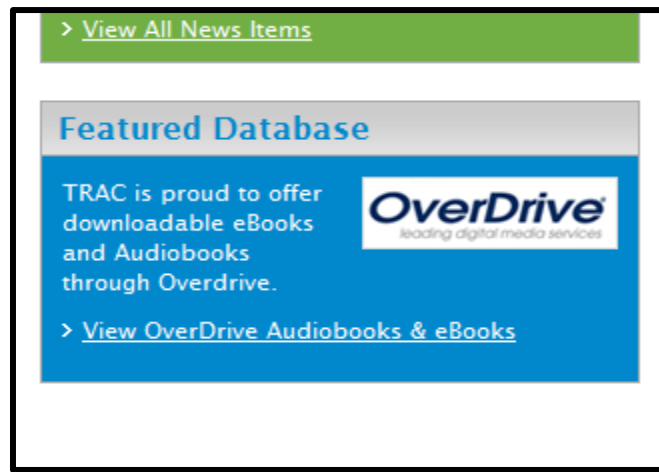 > View All News Items
Featured Database
TRAC is proud to offer
downloadable eBooks
and Audiobooks
through Overdrive.
OverDrive®
leading digital media services
> View OverDrive Audiobooks & eBooks